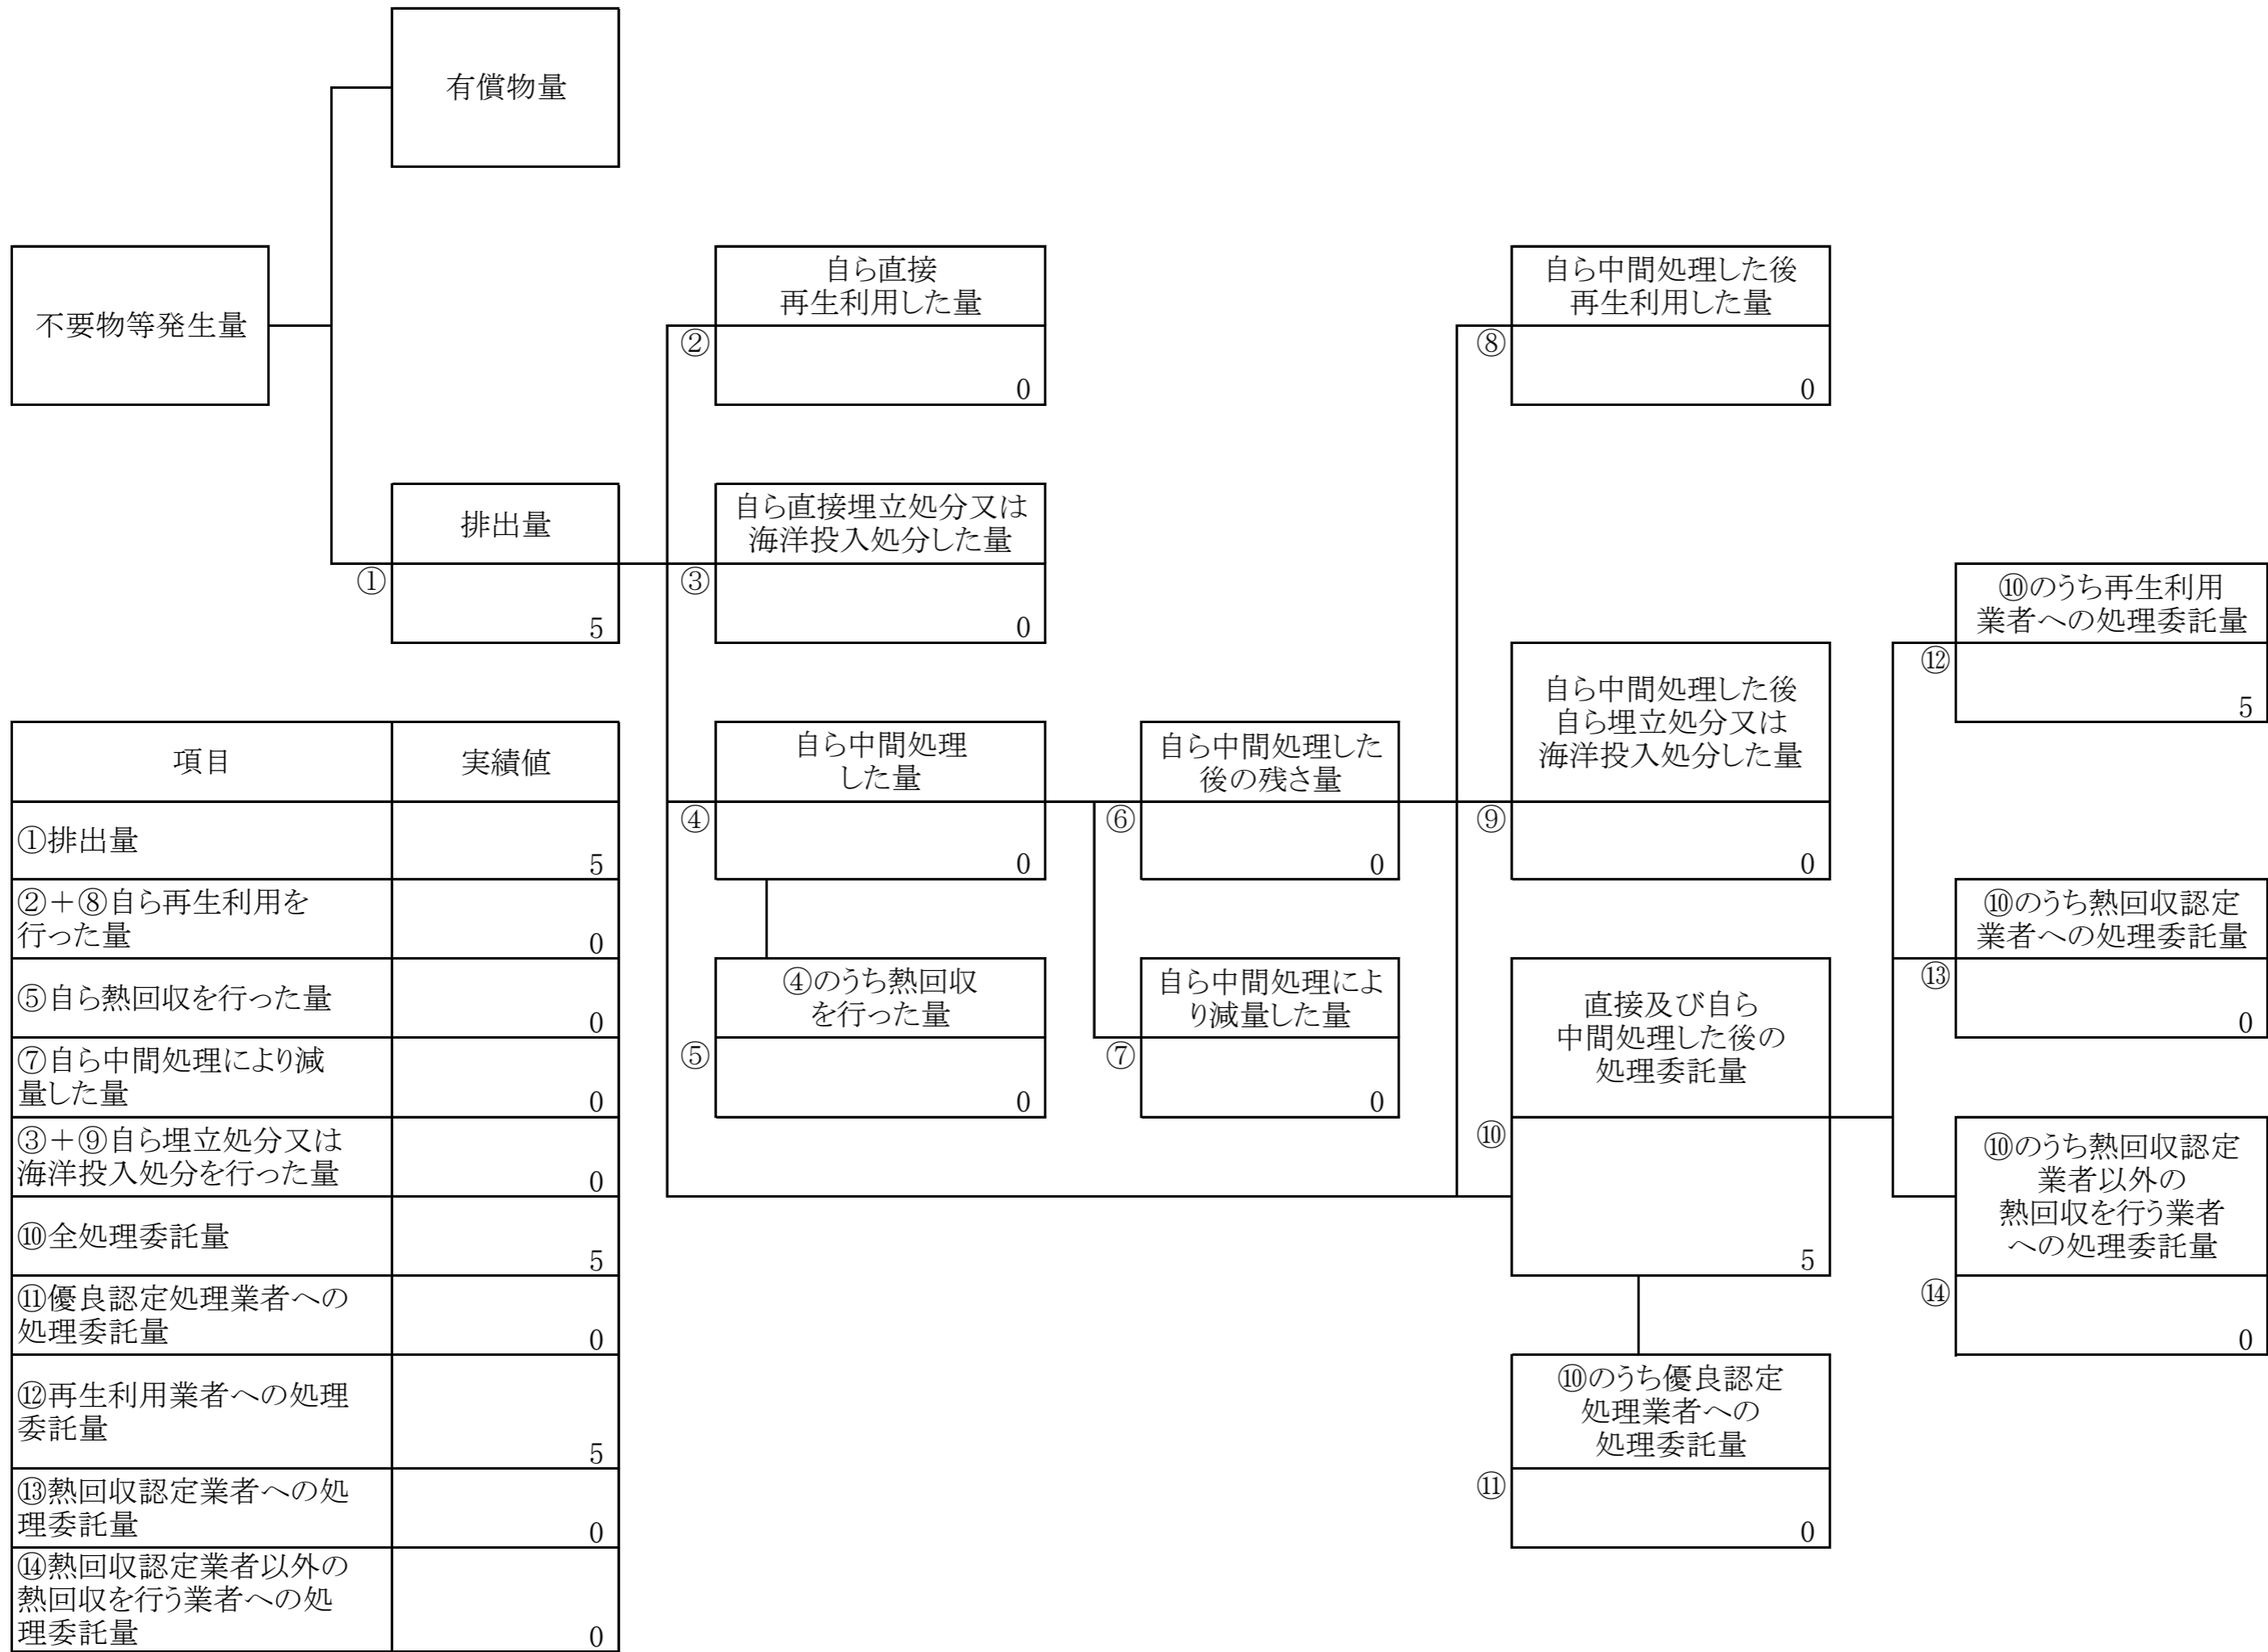 有償物量
不要物等発生量
自ら直接
再生利用した量
②
0
自ら中間処理した後
再生利用した量
⑧
0
排出量
①
5
自ら直接埋立処分又は
海洋投入処分した量
③
0
⑩のうち再生利用
業者への処理委託量
⑫
5
自ら中間処理
した量
④
0
自ら中間処理した
後の残さ量
⑥
0
自ら中間処理した後
自ら埋立処分又は
海洋投入処分した量
⑨
0
⑩のうち熱回収認定
業者への処理委託量
⑬
0
④のうち熱回収
を行った量
⑤
0
自ら中間処理によ
り減量した量
⑦
0
直接及び自ら
中間処理した後の
処理委託量
⑩
5
⑩のうち熱回収認定
業者以外の
熱回収を行う業者
への処理委託量
⑭
0
⑩のうち優良認定
処理業者への
処理委託量
⑪
0
項目 実績値
①排出量
5
②+⑧自ら再生利用を
行った量
0
⑤自ら熱回収を行った量
0
⑦自ら中間処理により減
量した量
0
③+⑨自ら埋立処分又は
海洋投入処分を行った量
0
⑩全処理委託量
5
⑪優良認定処理業者への
処理委託量
0
⑫再生利用業者への処理
委託量
5
⑬熱回収認定業者への処
理委託量
0
⑭熱回収認定業者以外の
熱回収を行う業者への処
理委託量
0